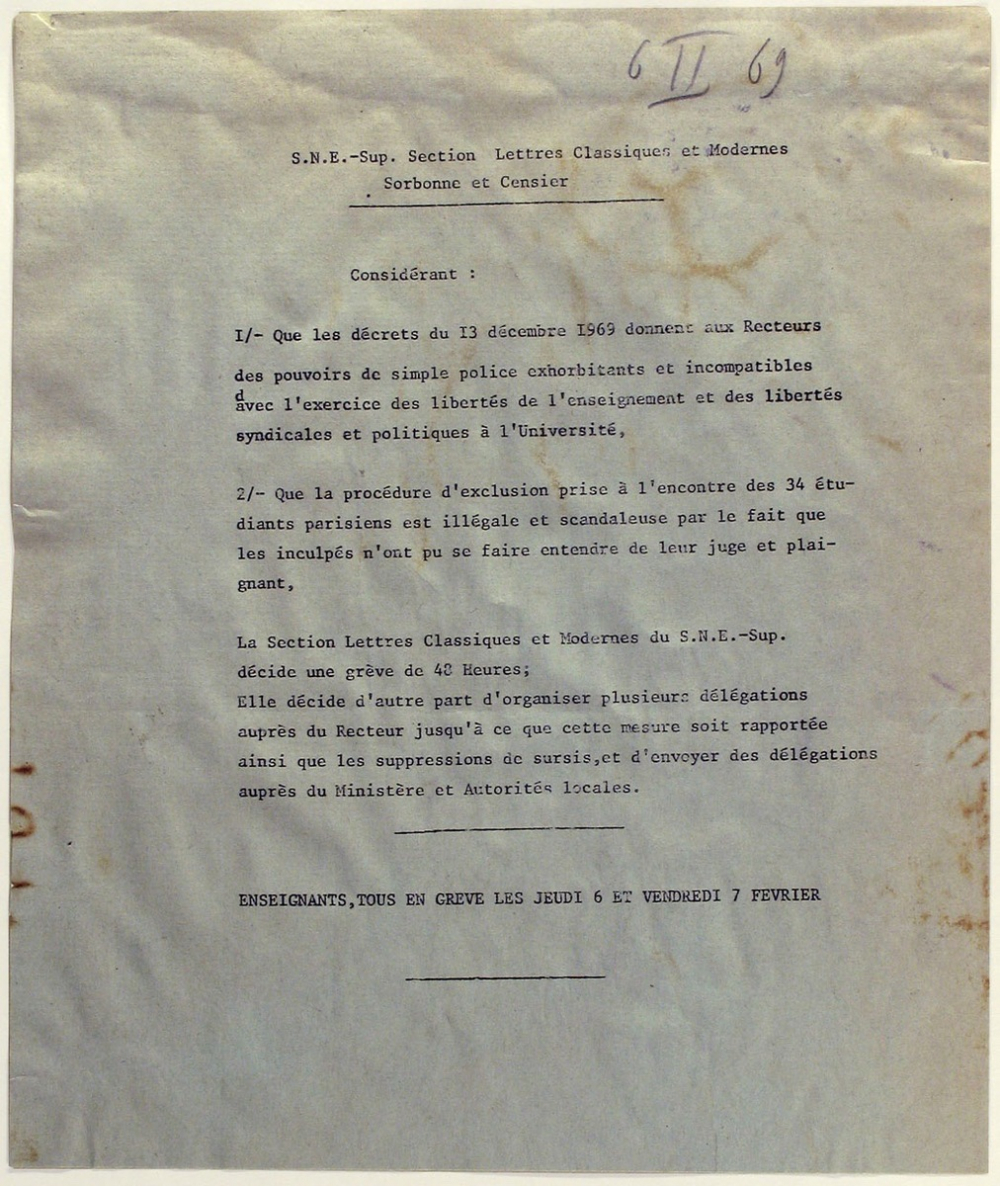 6 II 69
S.N.E.-Sup. Section Lettres Classiques et Modernes
Sorbonne et Censier
Considérant :
I/- Que les décrets du I3 décembre I969 donnent aux Recteurs
des pouvoirs de simple police exhorbitants et incompatibles
davec l'exercice des libertés de l'enseignement et des libertés
syndicales et politiques à l'Université,
2/- Que la procédure d'exclusion prise à l'encontre des 34 étu-
diants parisiens est illégale et scandaleuse par le fait que
les inculpés n'ont pu se faire entendre de leur juge et plai-
gnant,
La Section Lettres Classiques et Modernes du S.N.E.-Sup.
décide une grève de 48 Heures;
Elle décide d'autre part d'organiser plusieurs délégations
auprès du Recteur jusqu'à ce que cette mesure soit rapportée
ainsi que les suppressions de sursis,et d'envoyer des délégations
auprès du Ministère et Autorités locales.
ENSEIGNANTS,TOUS EN GREVE LES JEUDI 6 ET VENDREDI 7 FEVRIER